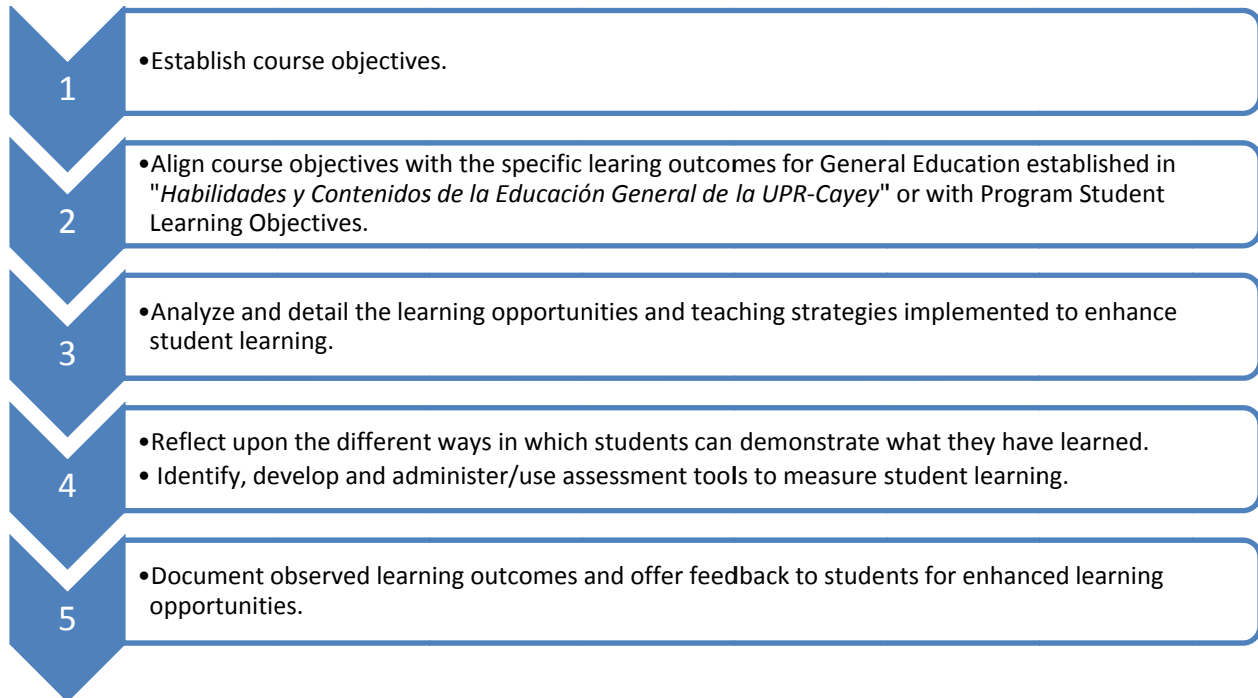 1
•Establish course objectives.
2
•Align course objectives with the specific learing outcomes for General Education established in
"Habilidades y Contenidos de la Educación General de la UPR-Cayey" or with Program Student
Learning Objectives.
3
•Analyze and detail the learning opportunities and teaching strategies implemented to enhance
student learning.
4
•Reflect upon the different ways in which students can demonstrate what they have learned.
• Identify, develop and administer/use assessment tools to measure student learning.
5
•Document observed learning outcomes and offer feedback to students for enhanced learning
opportunities.